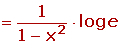 = 1/(1 − x²) · loge